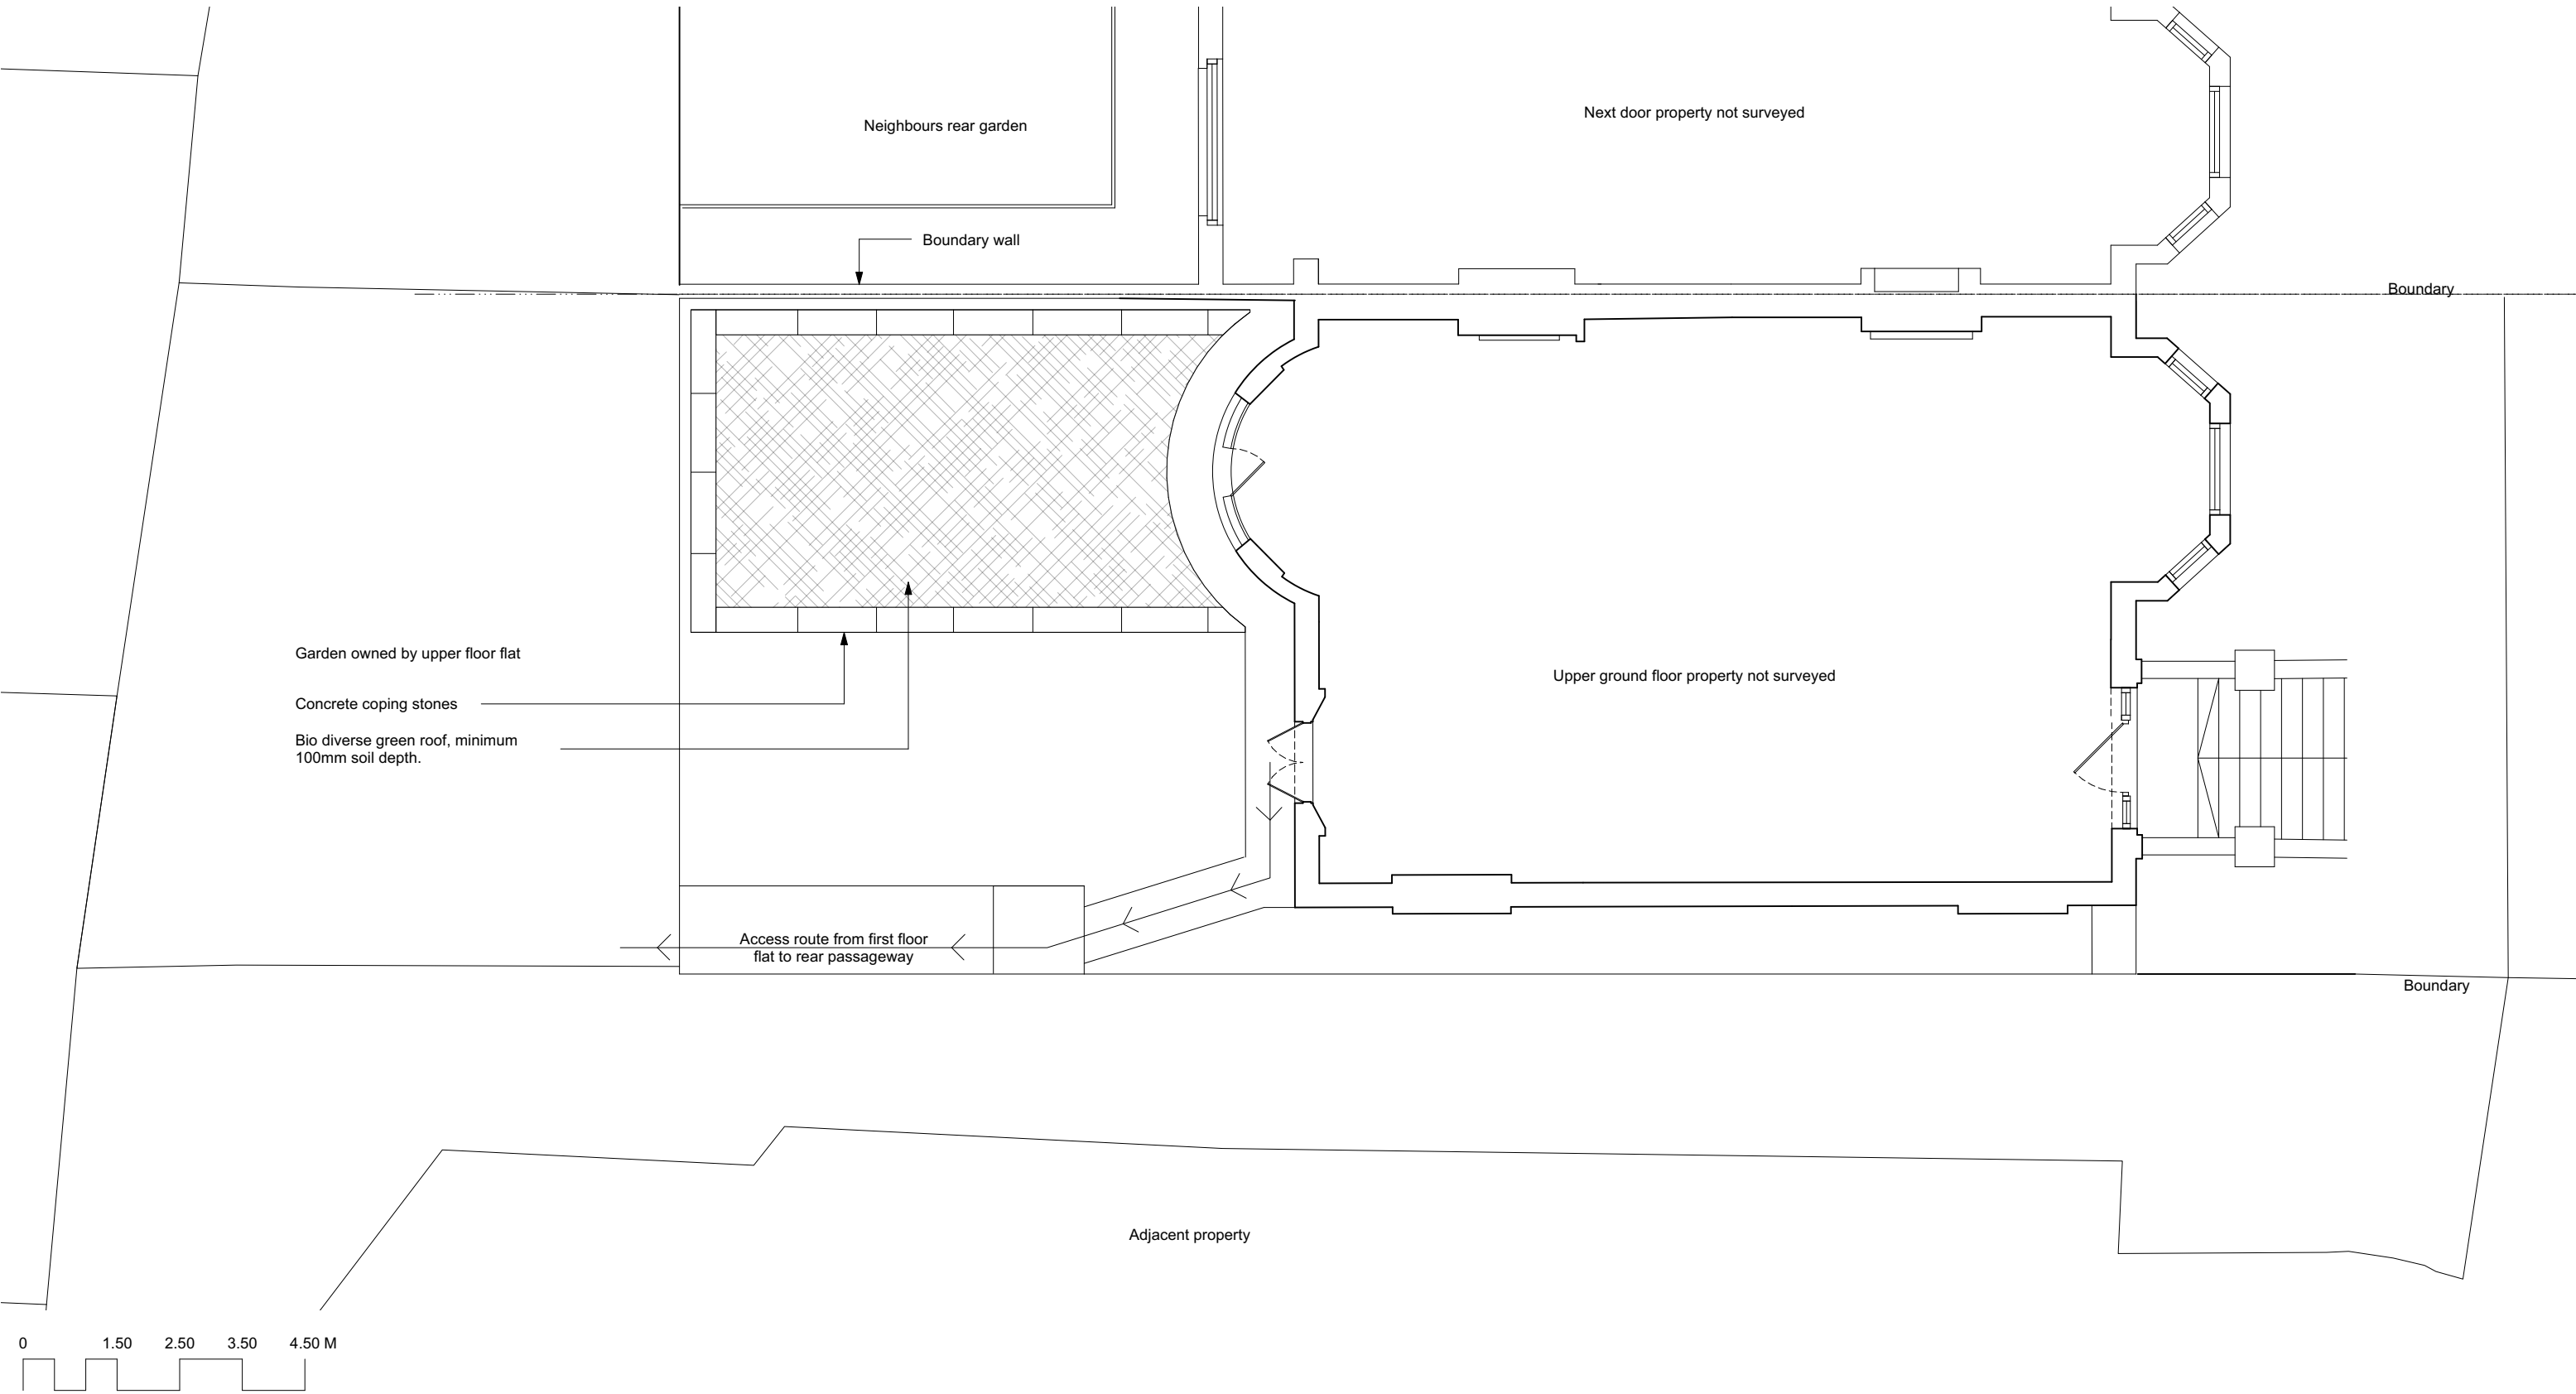 Neighbours rear garden
Next door property not surveyed
Boundary wall
Boundary
Garden owned by upper floor flat
Concrete coping stones
Bio diverse green roof, minimum
100mm soil depth.
Upper ground floor property not surveyed
Access route from first floor
flat to rear passageway
Boundary
Adjacent property
0 1.50 2.50 3.50 4.50 M